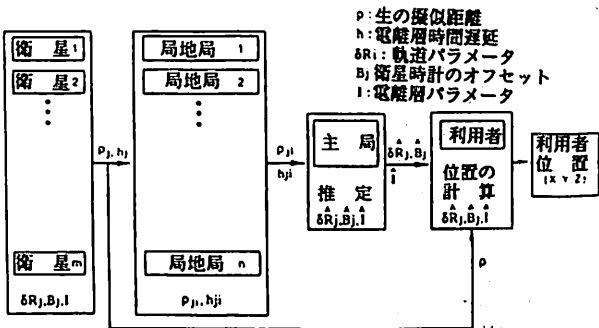 ρ:生の擬似距離
h:電離層時間遅延
δRi:軌道パラメータ
Bj 衛星時計のオフセット
I:電離層パラメータ
衛 星1
衛 星2
衛 星m
δRj,Bj,I
ρj,hj
局地局 1
局地局 2
局地局 n
ρji,hji
ρji
hji
主 局
推 定
δR̂j,B̂j,Î
δR̂j,B̂j
Î
利用者
位置の
計 算
δR̂j,B̂j,Î
ρ
利用者
位 置
(X Y Z)